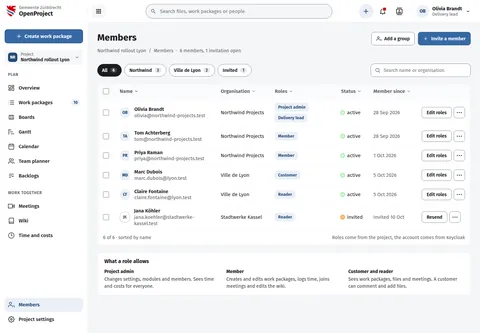 Gemeente Zuiddrecht
OpenProject
Search files, work packages or people
OB
Olivia Brandt
Delivery lead
+ Create work package
NR
Project
Northwind rollout Lyon
PLAN
Overview
Work packages
10
Boards
Gantt
Calendar
Team planner
Backlogs
WORK TOGETHER
Meetings
Wiki
Time and costs
Members
Project settings
Members
Northwind rollout Lyon / Members · 6 members, 1 invitation open
Add a group
+ Invite a member
All 6
Northwind 3
Ville de Lyon 2
Invited 1
Search name or organisation
Name
Organisation
Roles
Status
Member since
OB
Olivia Brandt
olivia@northwind-projects.test
Northwind Projects
Project admin
Delivery lead
active
28 Sep 2026
Edit roles
TA
Tom Achterberg
tom@northwind-projects.test
Northwind Projects
Member
active
28 Sep 2026
Edit roles
PR
Priya Raman
priya@northwind-projects.test
Northwind Projects
Member
active
1 Oct 2026
Edit roles
MD
Marc Dubois
marc.dubois@lyon.test
Ville de Lyon
Customer
active
5 Oct 2026
Edit roles
CF
Claire Fontaine
claire.fontaine@lyon.test
Ville de Lyon
Reader
active
5 Oct 2026
Edit roles
Jana Köhler
jana.koehler@stadtwerke-
kassel.test
Stadtwerke Kassel
Reader
invited
invited 10 Oct
Resend
6 of 6 · sorted by name
Roles come from the project, the account comes from Keycloak
What a role allows
Project admin
Changes settings, modules and members. Sees time
and costs for everyone.
Member
Creates and edits work packages, logs time, joins
meetings and edits the wiki.
Customer and reader
Sees work packages, files and meetings. A customer
can comment and add files.